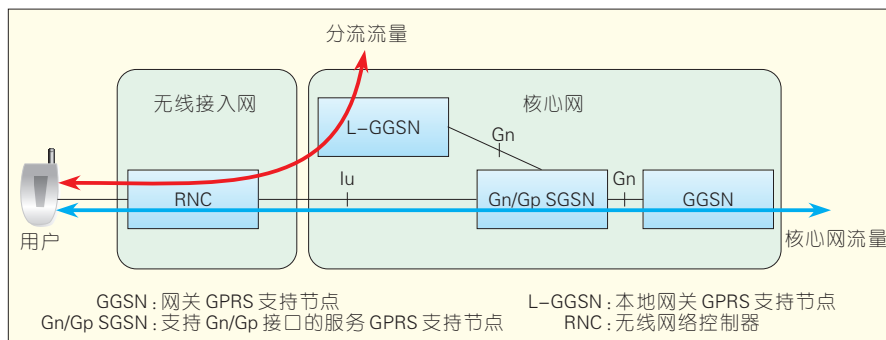 分流流量
无线接入网
核心网
L-GGSN
Gn
Iu
Gn
RNC
Gn/Gp SGSN
GGSN
用户
核心网流量
GGSN:网关 GPRS 支持节点
L-GGSN:本地网关 GPRS 支持节点
Gn/Gp SGSN:支持 Gn/Gp 接口的服务 GPRS 支持节点
RNC:无线网络控制器